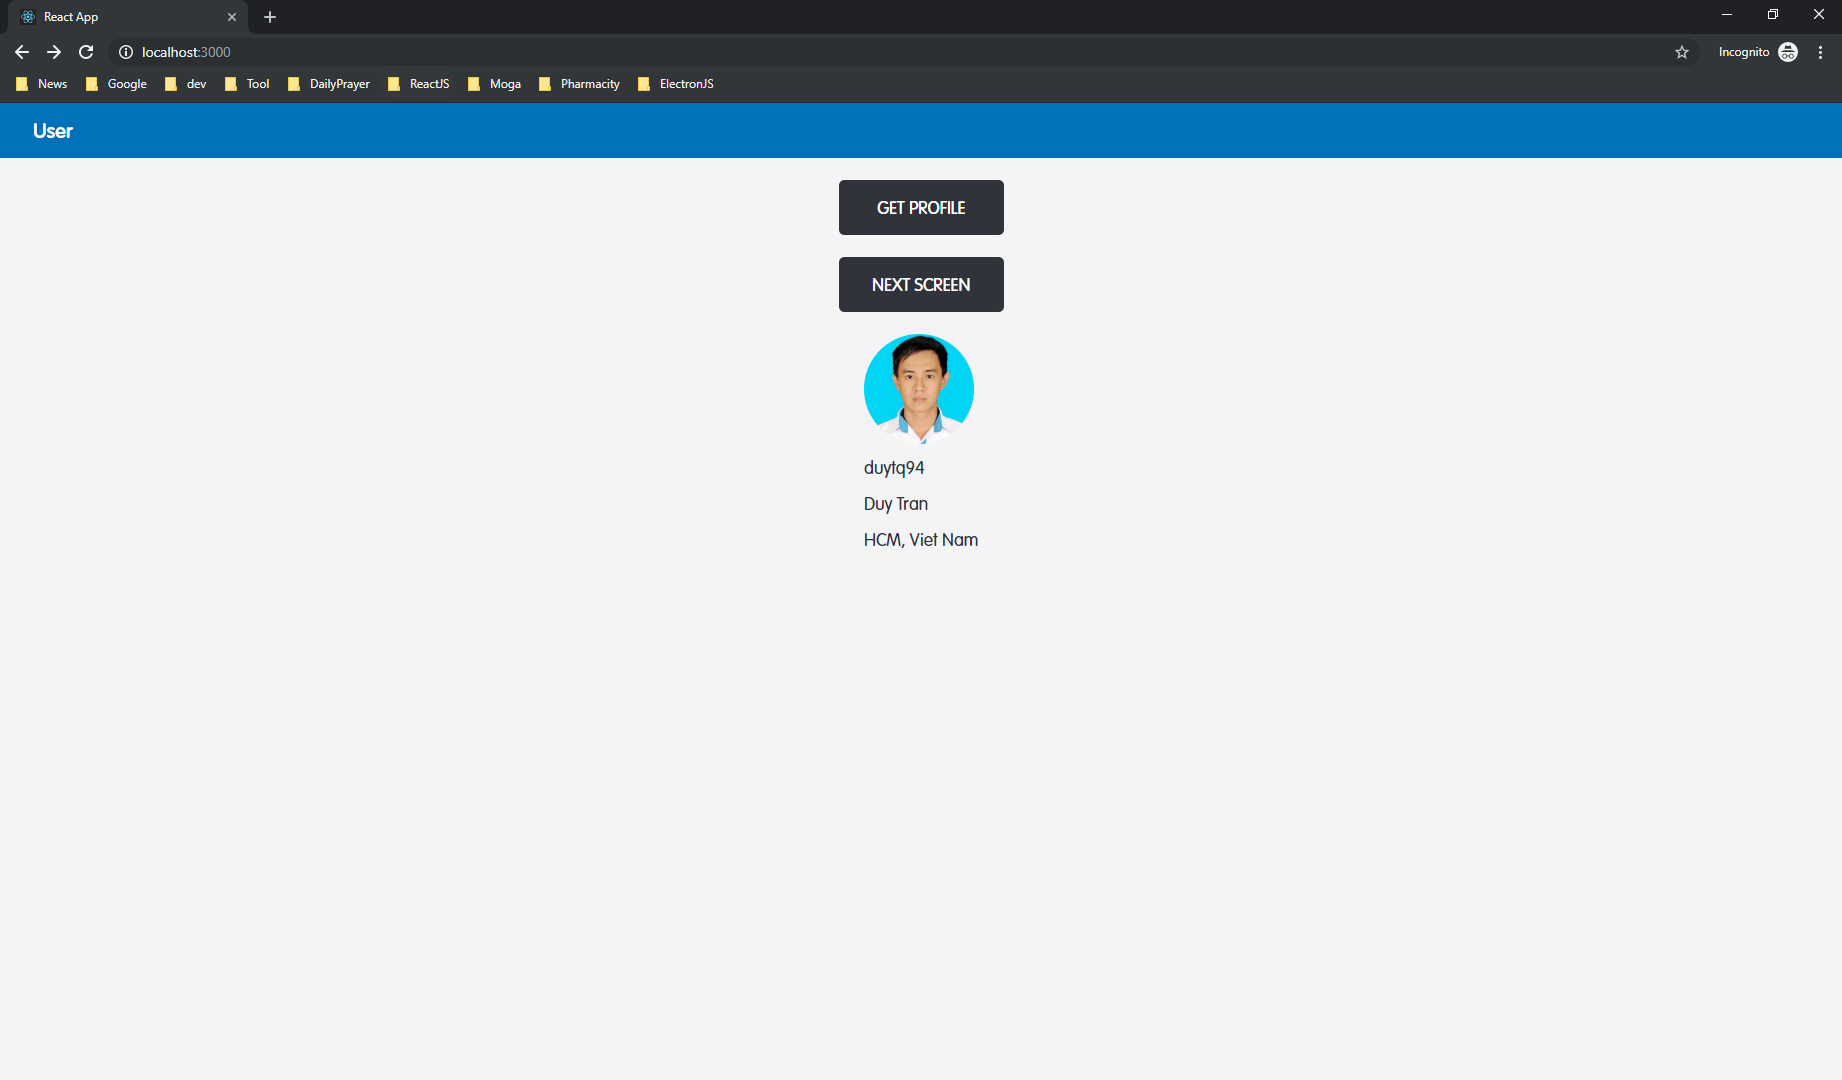 React App
localhost:3000
Incognito
News Google dev Tool DailyPrayer ReactJS Moga Pharmacity ElectronJS
User
GET PROFILE
NEXT SCREEN
duytq94
Duy Tran
HCM, Viet Nam